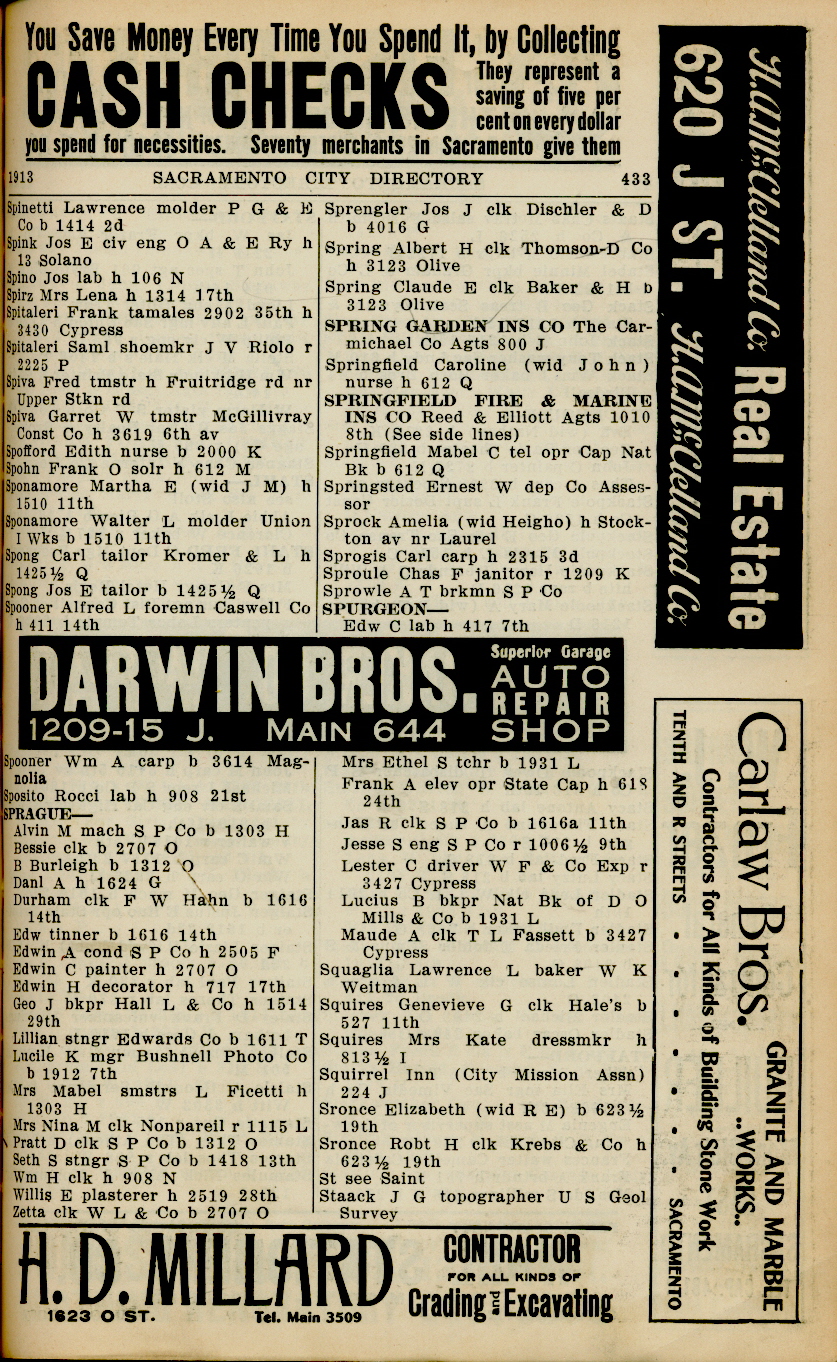 You Save Money Every Time You Spend It, by Collecting
CASH CHECKS
They represent a
saving of five per
cent on every dollar
you spend for necessities. Seventy merchants in Sacramento give them
1913 SACRAMENTO CITY DIRECTORY 433
Spinetti Lawrence molder P G & E
Co b 1414 2d
Spink Jos E civ eng O A & E Ry h
13 Solano
Spino Jos lab h 106 N
Spirz Mrs Lena h 1314 17th
Spitaleri Frank tamales 2902 35th h
3430 Cypress
Spitaleri Saml shoemkr J V Riolo r
2225 P
Spiva Fred tmstr h Fruitridge rd nr
Upper Stkn rd
Spiva Garret W tmstr McGillivray
Const Co h 3619 6th av
Spofford Edith nurse b 2000 K
Spohn Frank O solr h 612 M
Sponamore Martha E (wid J M) h
1510 11th
Sponamore Walter L molder Union
I Wks b 1510 11th
Spong Carl tailor Kromer & L h
1425½ Q
Spong Jos E tailor b 1425½ Q
Spooner Alfred L foremn Caswell Co
h 411 14th
Sprengler Jos J clk Dischler & D
b 4016 G
Spring Albert H clk Thomson-D Co
h 3123 Olive
Spring Claude E clk Baker & H b
3123 Olive
SPRING GARDEN INS CO The Car-
michael Co Agts 800 J
Springfield Caroline (wid John)
nurse h 612 Q
SPRINGFIELD FIRE & MARINE
INS CO Reed & Elliott Agts 1010
8th (See side lines)
Springfield Mabel C tel opr Cap Nat
Bk b 612 Q
Springsted Ernest W dep Co Asses-
sor
Sprock Amelia (wid Heigho) h Stock-
ton av nr Laurel
Sprogis Carl carp h 2315 3d
Sproule Chas F janitor r 1209 K
Sprowle A T brkmn S P Co
SPURGEON—
Edw C lab h 417 7th
DARWIN BROS.
Superior Garage
AUTO
REPAIR
SHOP
1209-15 J. MAIN 644
Spooner Wm A carp b 3614 Mag-
nolia
Sposito Rocci lab h 908 21st
SPRAGUE—
Alvin M mach S P Co b 1303 H
Bessie clk b 2707 O
B Burleigh b 1312 O
Danl A h 1624 G
Durham clk F W Hahn b 1616
14th
Edw tinner b 1616 14th
Edwin A cond S P Co h 2505 F
Edwin C painter h 2707 O
Edwin H decorator h 717 17th
Geo J bkpr Hall L & Co h 1514
29th
Lillian stngr Edwards Co b 1611 T
Lucile K mgr Bushnell Photo Co
b 1912 7th
Mrs Mabel smstrs L Ficetti h
1303 H
Mrs Nina M clk Nonpareil r 1115 L
Pratt D clk S P Co b 1312 O
Seth S stngr S P Co b 1418 13th
Wm H clk h 908 N
Willis E plasterer h 2519 28th
Zetta clk W L & Co b 2707 O
Mrs Ethel S tchr b 1931 L
Frank A elev opr State Cap h 618
24th
Jas R clk S P Co b 1616a 11th
Jesse S eng S P Co r 1006½ 9th
Lester C driver W F & Co Exp r
3427 Cypress
Lucius B bkpr Nat Bk of D O
Mills & Co b 1931 L
Maude A clk T L Fassett b 3427
Cypress
Squaglia Lawrence L baker W K
Weitman
Squires Genevieve G clk Hale's b
527 11th
Squires Mrs Kate dressmkr h
813½ I
Squirrel Inn (City Mission Assn)
224 J
Sronce Elizabeth (wid R E) b 623½
19th
Sronce Robt H clk Krebs & Co h
623½ 19th
St see Saint
Staack J G topographer U S Geol
Survey
H. D. MILLARD
1623 O ST. Tel. Main 3509
CONTRACTOR
FOR ALL KINDS OF
Grading and Excavating
H. A. McClelland Co. Real Estate
620 J ST. H. A. McClelland Co.
Carlaw Bros. GRANITE AND MARBLE
..WORKS..
Contractors for All Kinds of Building Stone Work
TENTH AND R STREETS • • • • • • • SACRAMENTO